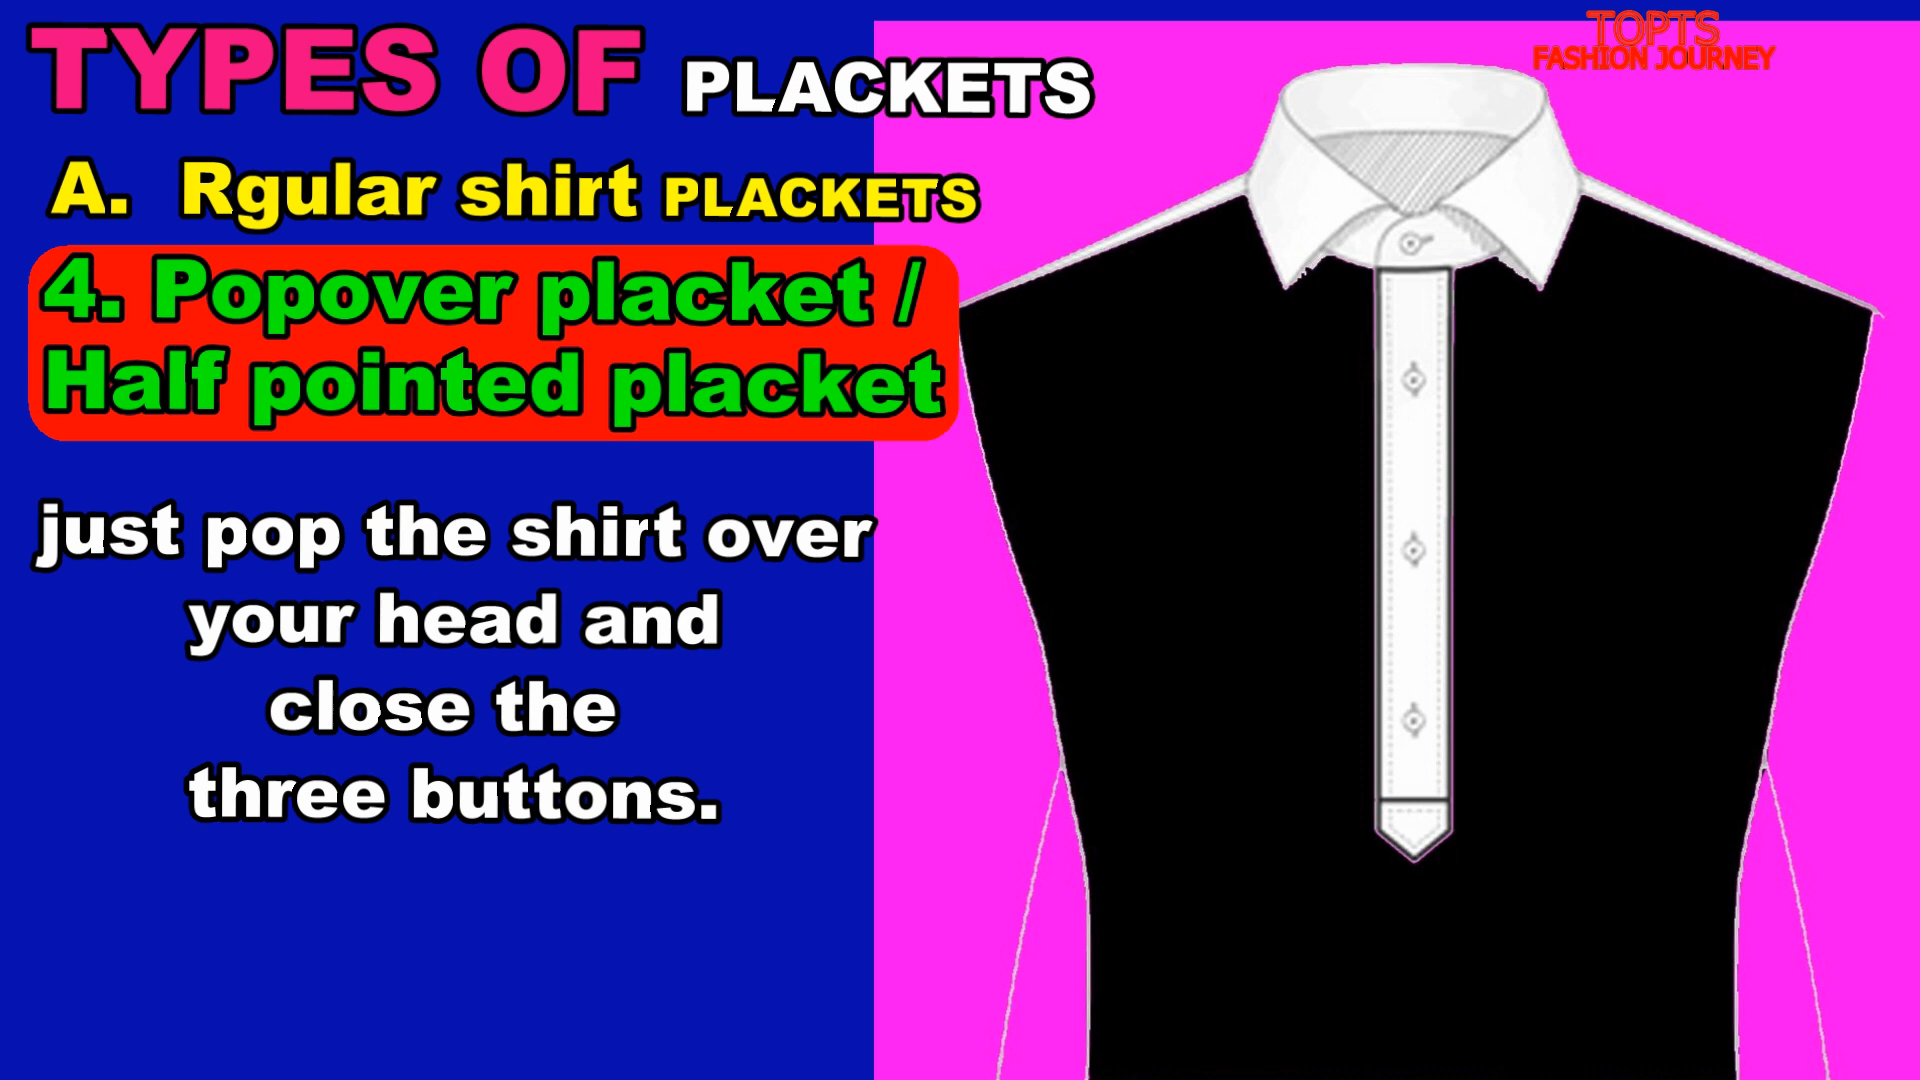 TYPES OF PLACKETS
TOPTS
FASHION JOURNEY
A. Rgular shirt PLACKETS
4. Popover placket /
Half pointed placket
just pop the shirt over
your head and
close the
three buttons.